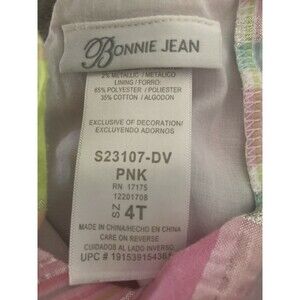 BONNIE JEAN
2% METALLIC / METALICO
LINING / FORRO:
65% POLYESTER / POLIESTER
35% COTTON / ALGODON
EXCLUSIVE OF DECORATION/
EXCLUYENDO ADORNOS
S23107-DV
PNK
RN 17175
12201708
SZ 4T
MADE IN CHINA/HECHO EN CHINA
CARE ON REVERSE
CUIDADOS AL LADO INVERSO
UPC #